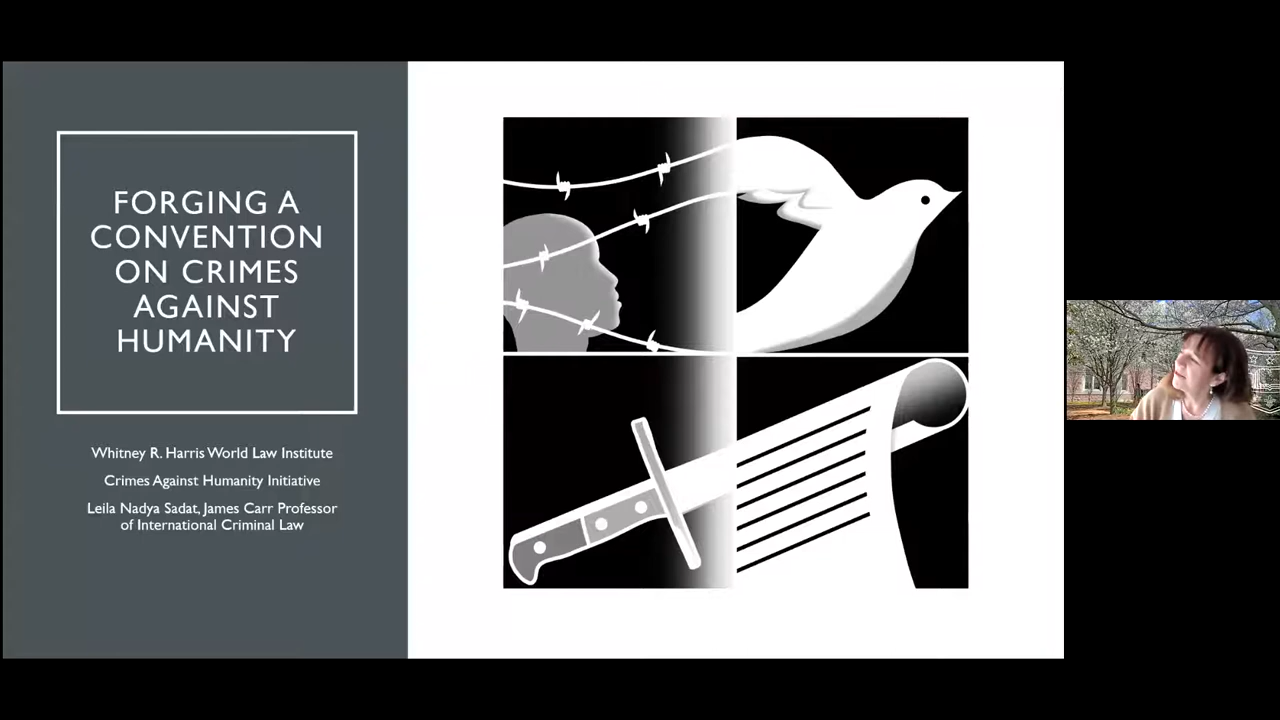 FORGING A
CONVENTION
ON CRIMES
AGAINST
HUMANITY
Whitney R. Harris World Law Institute
Crimes Against Humanity Initiative
Leila Nadya Sadat, James Carr Professor
of International Criminal Law